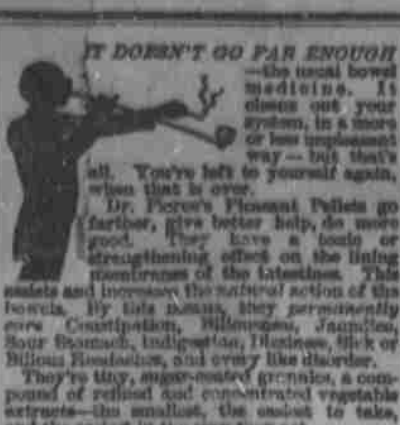 IT DOESN'T GO FAR ENOUGH
—the usual bowel
medicine. It
cleans out your
system, in a more
or less unpleasant
way—but that's
all. You're left to yourself again,
when that is over.
Dr. Pierce's Pleasant Pellets go
farther, give better help, do more
good. They have a tonic or
strengthening effect on the lining
membranes of the intestines. This
assists and increases the natural action of the
bowels. By this means, they permanently
cure Constipation, Biliousness, Jaundice,
Sour Stomach, Indigestion, Dizziness, Sick or
Bilious Headaches, and every like disorder.
They're tiny, sugar-coated granules, a com-
pound of refined and concentrated vegetable
extracts—the smallest, the easiest to take,